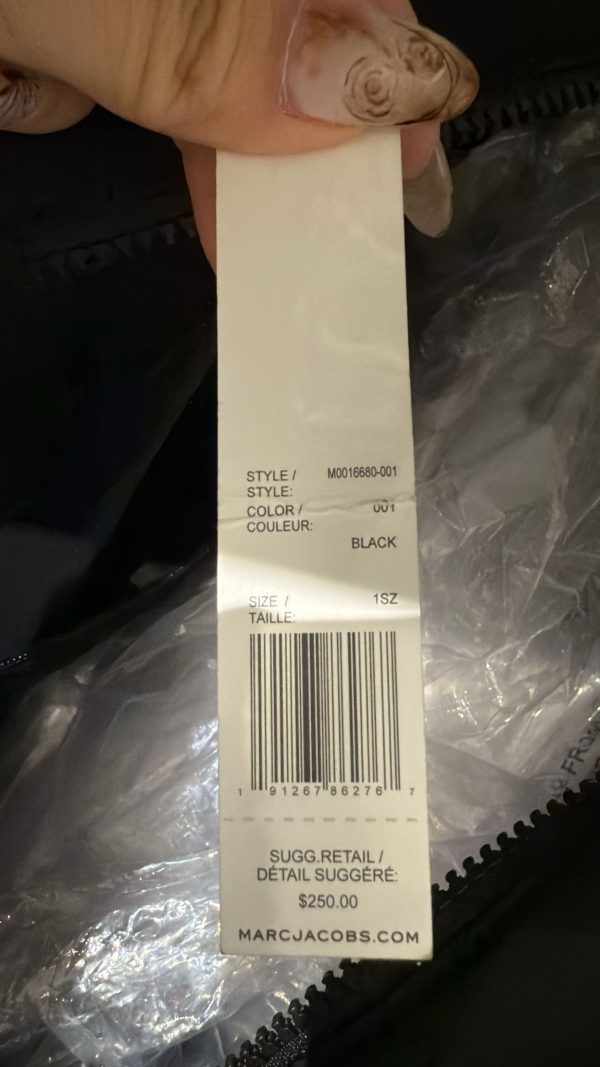 STYLE / M0016680-001
STYLE:
COLOR / 001
COULEUR:
BLACK
SIZE / 1SZ
TAILLE:
1 91267 86276 7
SUGG.RETAIL /
DÉTAIL SUGGÉRÉ:
$250.00
MARCJACOBS.COM
FROM